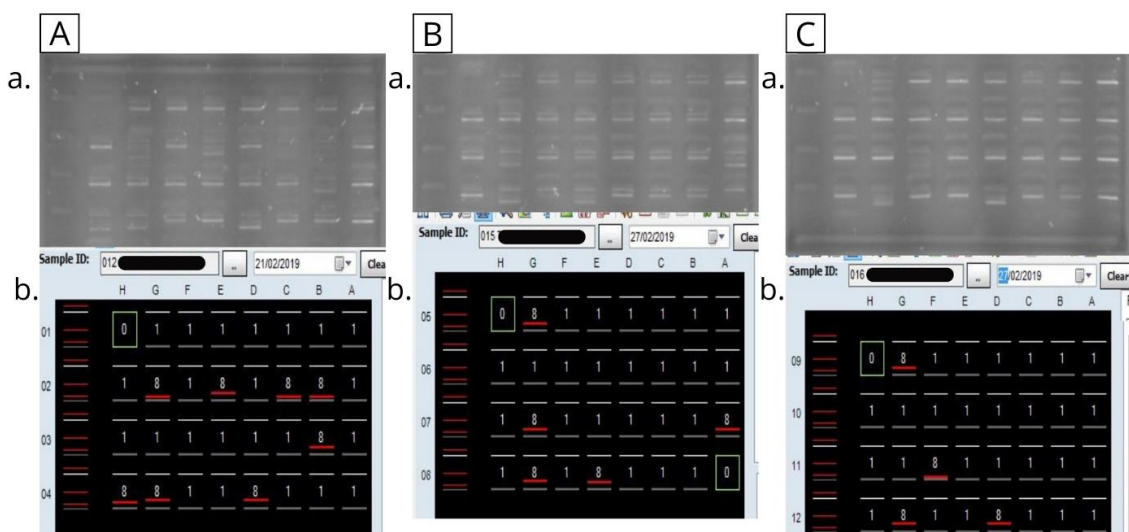 A
B
C
a.
a.
a.
Sample ID: 012 .. 21/02/2019 Clea
H G F E D C B A
b.
01 0 1 1 1 1 1 1 1
02 1 8 1 8 1 8 8 1
03 1 1 1 1 1 1 8 1
04 8 8 1 1 8 1 1 1
Sample ID: 015 .. 27/02/2019 Clea
H G F E D C B A
b.
05 0 8 1 1 1 1 1 1
06 1 1 1 1 1 1 1 1
07 1 8 1 1 1 1 1 8
08 1 8 1 8 1 1 1 0
Sample ID: 016 .. 27/02/2019 Clear
H G F E D C B A
b.
09 0 8 1 1 1 1 1 1
10 1 1 1 1 1 1 1 1
11 1 1 8 1 1 1 1 1
12 1 8 1 1 8 1 1 1